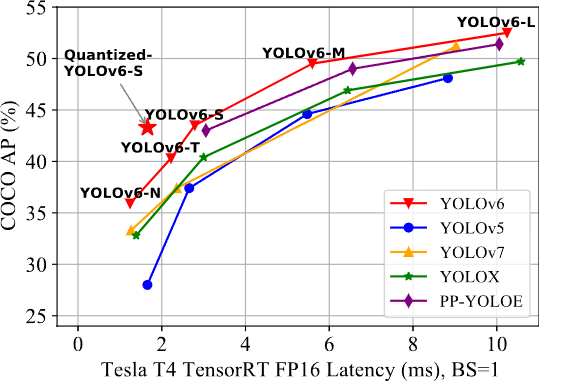 55
50
45
40
35
30
25
COCO AP (%)
YOLOv6-L
YOLOv6-M
Quantized-
YOLOv6-S
YOLOv6-S
YOLOv6-T
YOLOv6-N
YOLOv6
YOLOv5
YOLOv7
YOLOX
PP-YOLOE
0 2 4 6 8 10
Tesla T4 TensorRT FP16 Latency (ms), BS=1